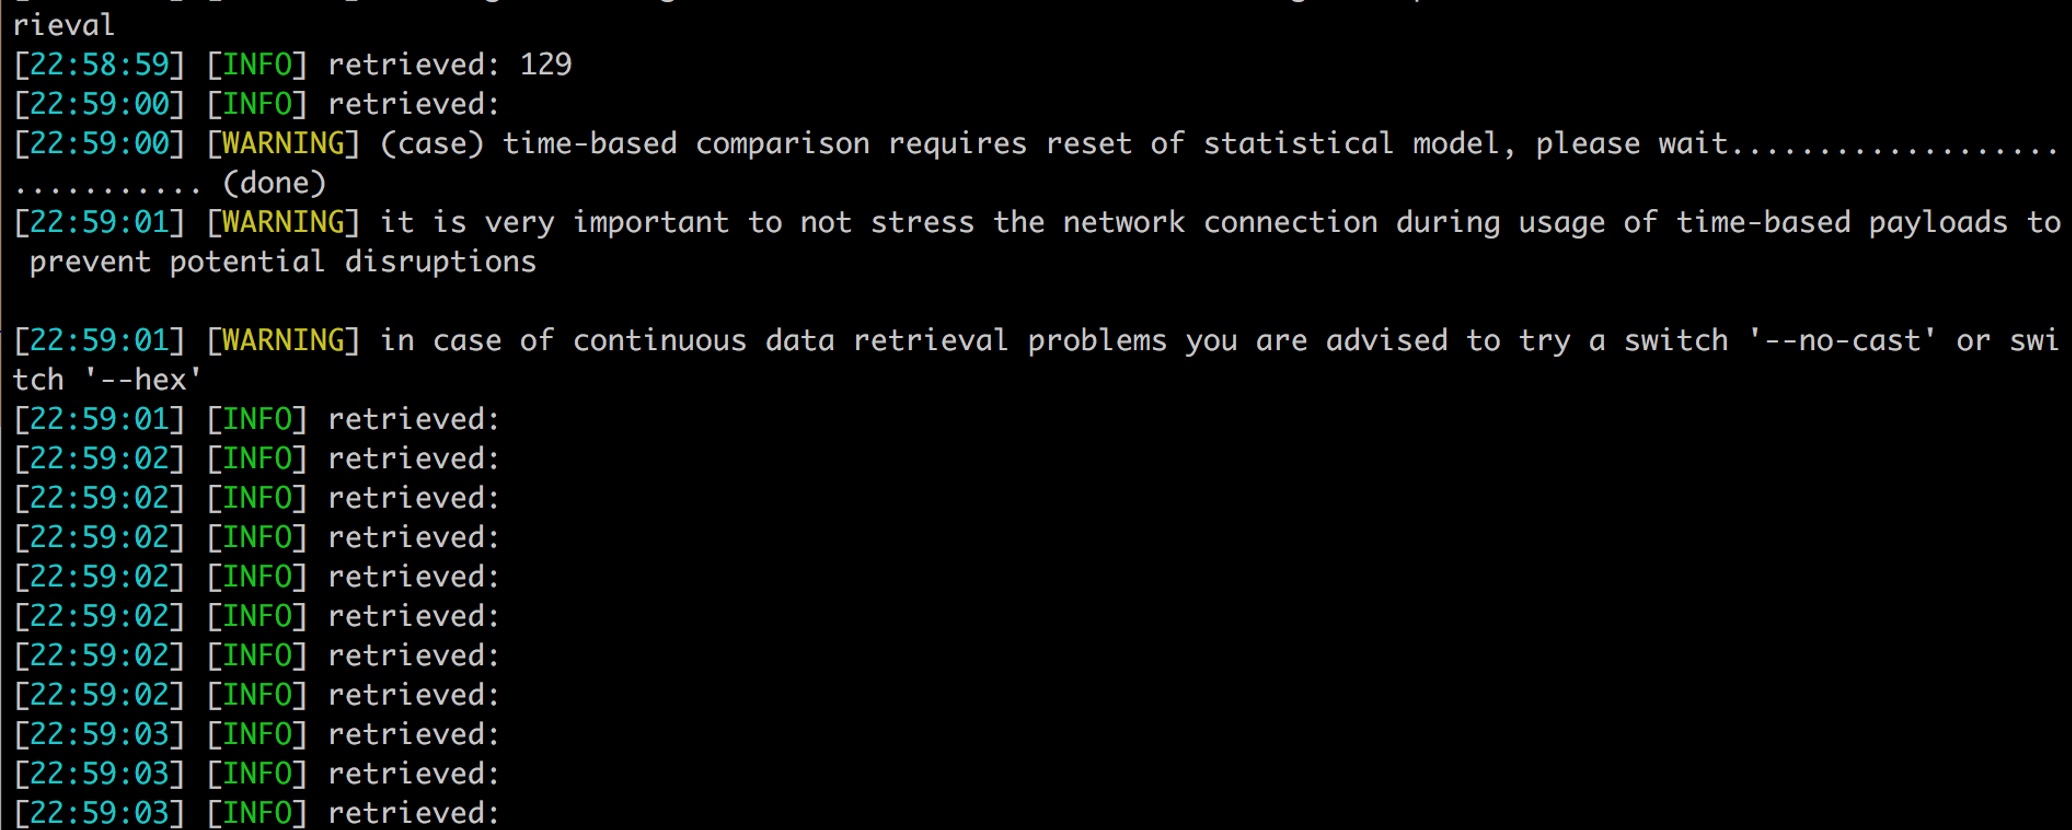 rieval
[22:58:59] [INFO] retrieved: 129
[22:59:00] [INFO] retrieved:
[22:59:00] [WARNING] (case) time-based comparison requires reset of statistical model, please wait...................
........... (done)
[22:59:01] [WARNING] it is very important to not stress the network connection during usage of time-based payloads to
 prevent potential disruptions

[22:59:01] [WARNING] in case of continuous data retrieval problems you are advised to try a switch '--no-cast' or swi
tch '--hex'
[22:59:01] [INFO] retrieved:
[22:59:02] [INFO] retrieved:
[22:59:02] [INFO] retrieved:
[22:59:02] [INFO] retrieved:
[22:59:02] [INFO] retrieved:
[22:59:02] [INFO] retrieved:
[22:59:02] [INFO] retrieved:
[22:59:02] [INFO] retrieved:
[22:59:03] [INFO] retrieved:
[22:59:03] [INFO] retrieved:
[22:59:03] [INFO] retrieved: